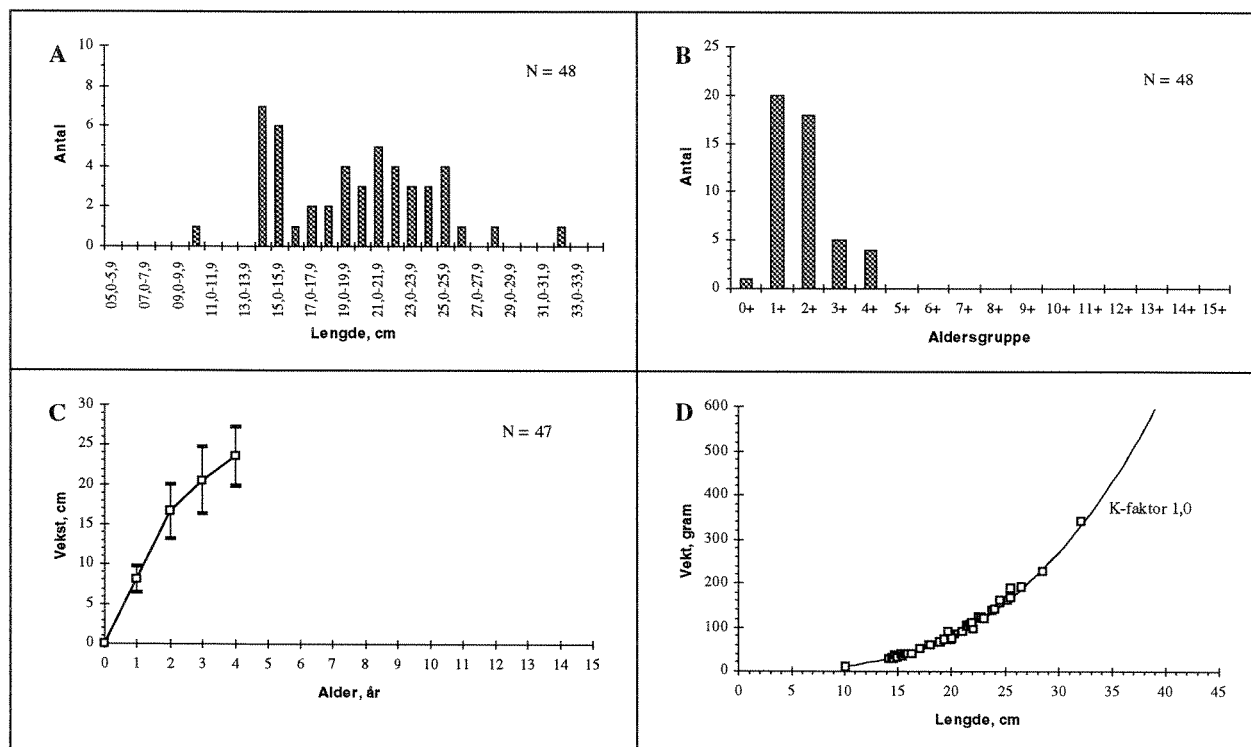 A
N = 48
Antal
10
8
6
4
2
0
05,0-5,9
07,0-7,9
09,0-9,9
11,0-11,9
13,0-13,9
15,0-15,9
17,0-17,9
19,0-19,9
21,0-21,9
23,0-23,9
25,0-25,9
27,0-27,9
29,0-29,9
31,0-31,9
33,0-33,9
Lengde, cm
B
N = 48
Antal
25
20
15
10
5
0
0+ 1+ 2+ 3+ 4+ 5+ 6+ 7+ 8+ 9+ 10+ 11+ 12+ 13+ 14+ 15+
Aldersgruppe
C
N = 47
Vekst, cm
30
25
20
15
10
5
0
0 1 2 3 4 5 6 7 8 9 10 11 12 13 14 15
Alder, år
D
K-faktor 1,0
Vekt, gram
600
500
400
300
200
100
0
0 5 10 15 20 25 30 35 40 45
Lengde, cm